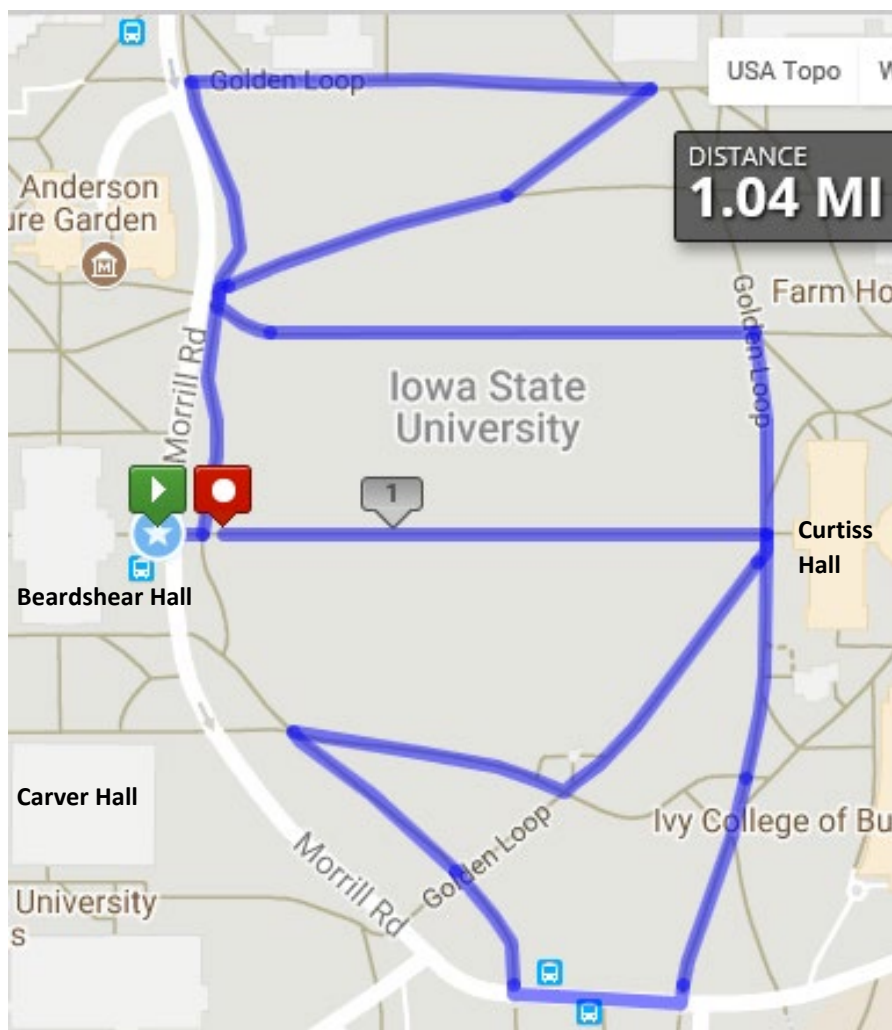 Golden Loop
USA Topo
W
DISTANCE
1.04 MI
Anderson
ure Garden
M
Farm Ho
Golden Loop
Morrill Rd
Iowa State
University
1
Curtiss
Hall
Beardshear Hall
Carver Hall
Ivy College of Bu
Golden Loop
Morrill Rd
University
s